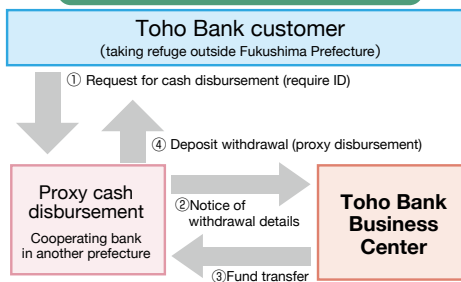 Toho Bank customer
(taking refuge outside Fukushima Prefecture)
① Request for cash disbursement (require ID)
④ Deposit withdrawal (proxy disbursement)
Proxy cash
disbursement
Cooperating bank
in another prefecture
②Notice of
withdrawal details
Toho Bank
Business
Center
③Fund transfer